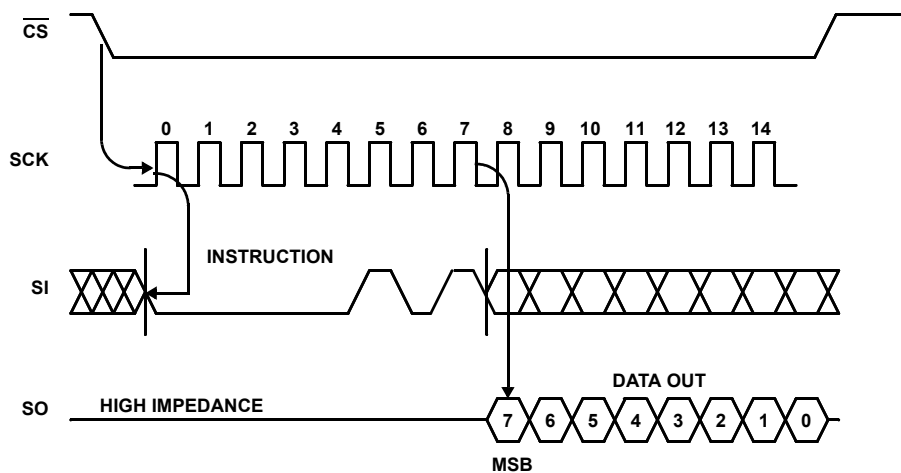 CS
0 1 2 3 4 5 6 7 8 9 10 11 12 13 14
SCK
INSTRUCTION
SI
DATA OUT
SO HIGH IMPEDANCE 7 6 5 4 3 2 1 0
MSB